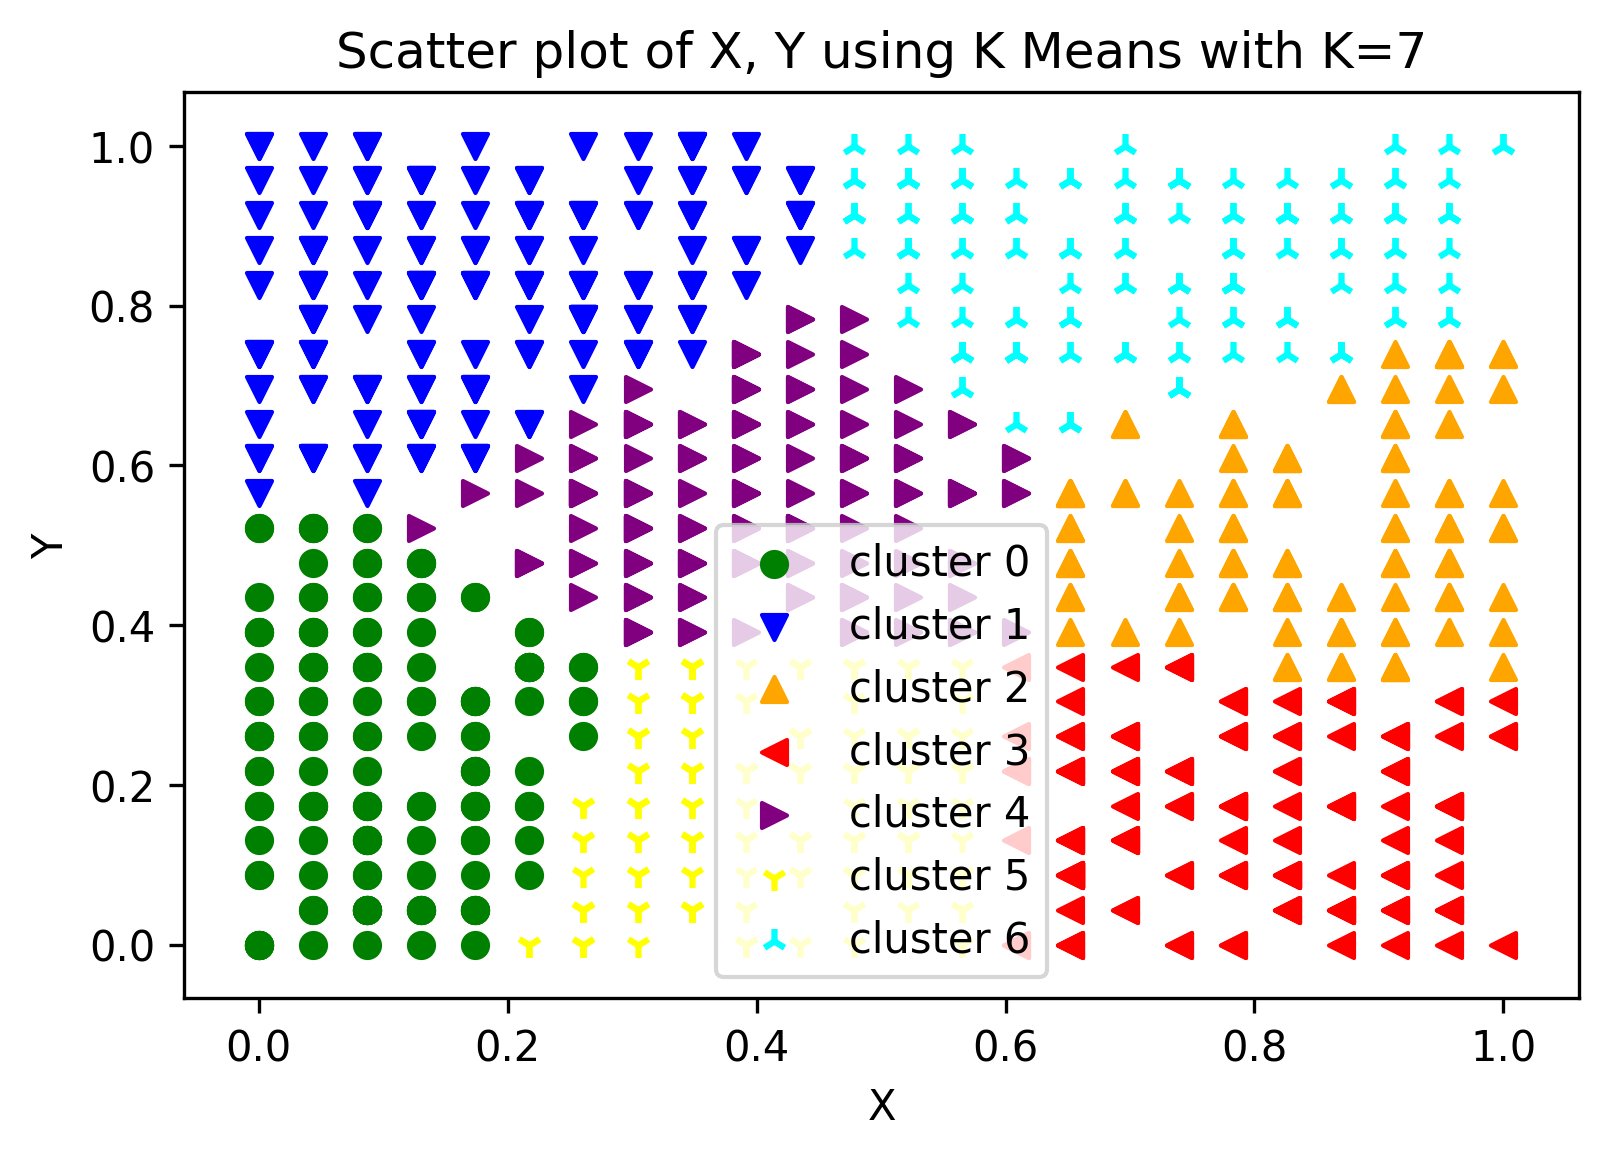 Scatter plot of X, Y using K Means with K=7
1.0
0.8
0.6
0.4
0.2
0.0
Y
cluster 0
cluster 1
cluster 2
cluster 3
cluster 4
cluster 5
cluster 6
0.0 0.2 0.4 0.6 0.8 1.0
X